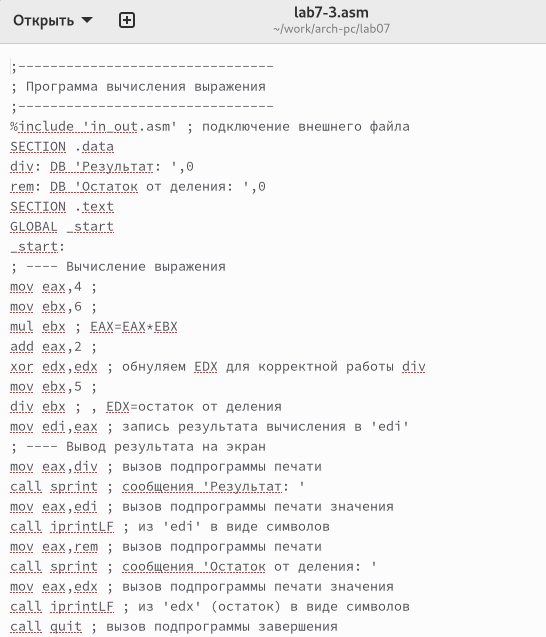 Открыть
lab7-3.asm
~/work/arch-pc/lab07
;--------------------------------
; Программа вычисления выражения
;--------------------------------
%include 'in_out.asm' ; подключение внешнего файла
SECTION .data
div: DB 'Результат: ',0
rem: DB 'Остаток от деления: ',0
SECTION .text
GLOBAL _start
_start:
; ---- Вычисление выражения
mov eax,4 ;
mov ebx,6 ;
mul ebx ; EAX=EAX*EBX
add eax,2 ;
xor edx,edx ; обнуляем EDX для корректной работы div
mov ebx,5 ;
div ebx ; , EDX=остаток от деления
mov edi,eax ; запись результата вычисления в 'edi'
; ---- Вывод результата на экран
mov eax,div ; вызов подпрограммы печати
call sprint ; сообщения 'Результат: '
mov eax,edi ; вызов подпрограммы печати значения
call iprintLF ; из 'edi' в виде символов
mov eax,rem ; вызов подпрограммы печати
call sprint ; сообщения 'Остаток от деления: '
mov eax,edx ; вызов подпрограммы печати значения
call iprintLF ; из 'edx' (остаток) в виде символов
call quit ; вызов подпрограммы завершения